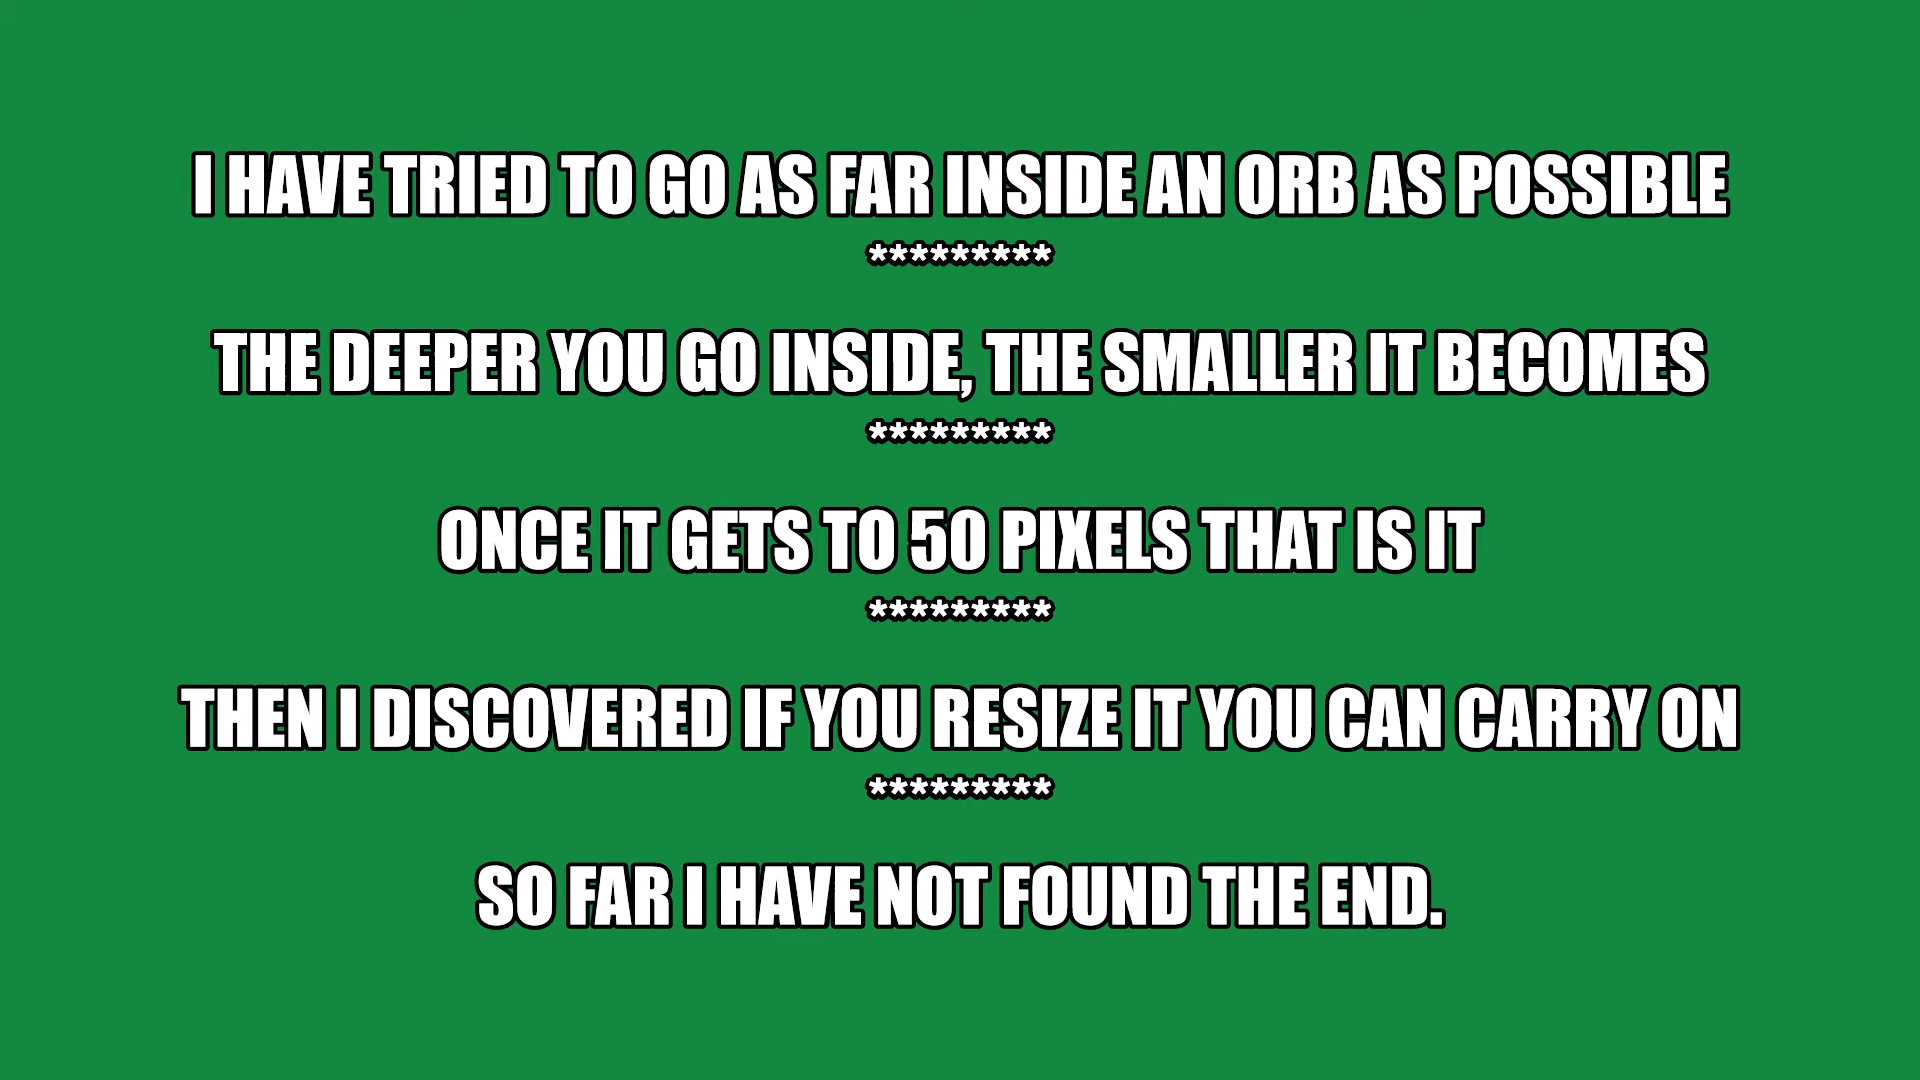 I HAVE TRIED TO GO AS FAR INSIDE AN ORB AS POSSIBLE
*********
THE DEEPER YOU GO INSIDE, THE SMALLER IT BECOMES
*********
ONCE IT GETS TO 50 PIXELS THAT IS IT
*********
THEN I DISCOVERED IF YOU RESIZE IT YOU CAN CARRY ON
*********
SO FAR I HAVE NOT FOUND THE END.